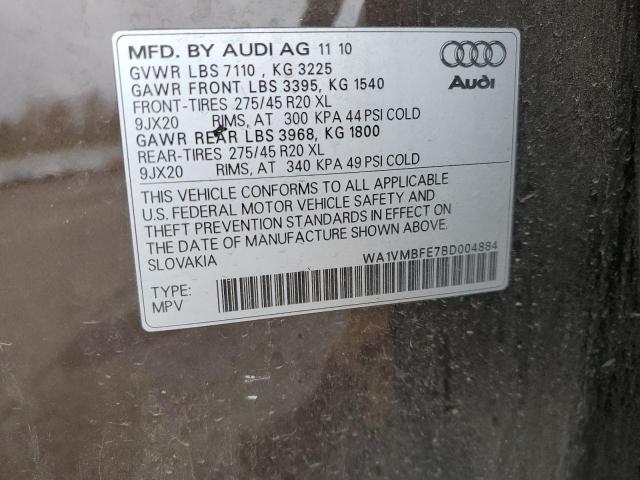 MFD. BY AUDI AG 11 10
GVWR LBS 7110 , KG 3225
GAWR FRONT LBS 3395, KG 1540
FRONT-TIRES 275/45 R20 XL
9JX20 RIMS, AT 300 KPA 44 PSI COLD
GAWR REAR LBS 3968, KG 1800
REAR-TIRES 275/45 R20 XL
9JX20 RIMS, AT 340 KPA 49 PSI COLD
Audi
THIS VEHICLE CONFORMS TO ALL APPLICABLE
U.S. FEDERAL MOTOR VEHICLE SAFETY AND
THEFT PREVENTION STANDARDS IN EFFECT ON
THE DATE OF MANUFACTURE SHOWN ABOVE.
SLOVAKIA
WA1VMBFE7BD004884
TYPE:
MPV